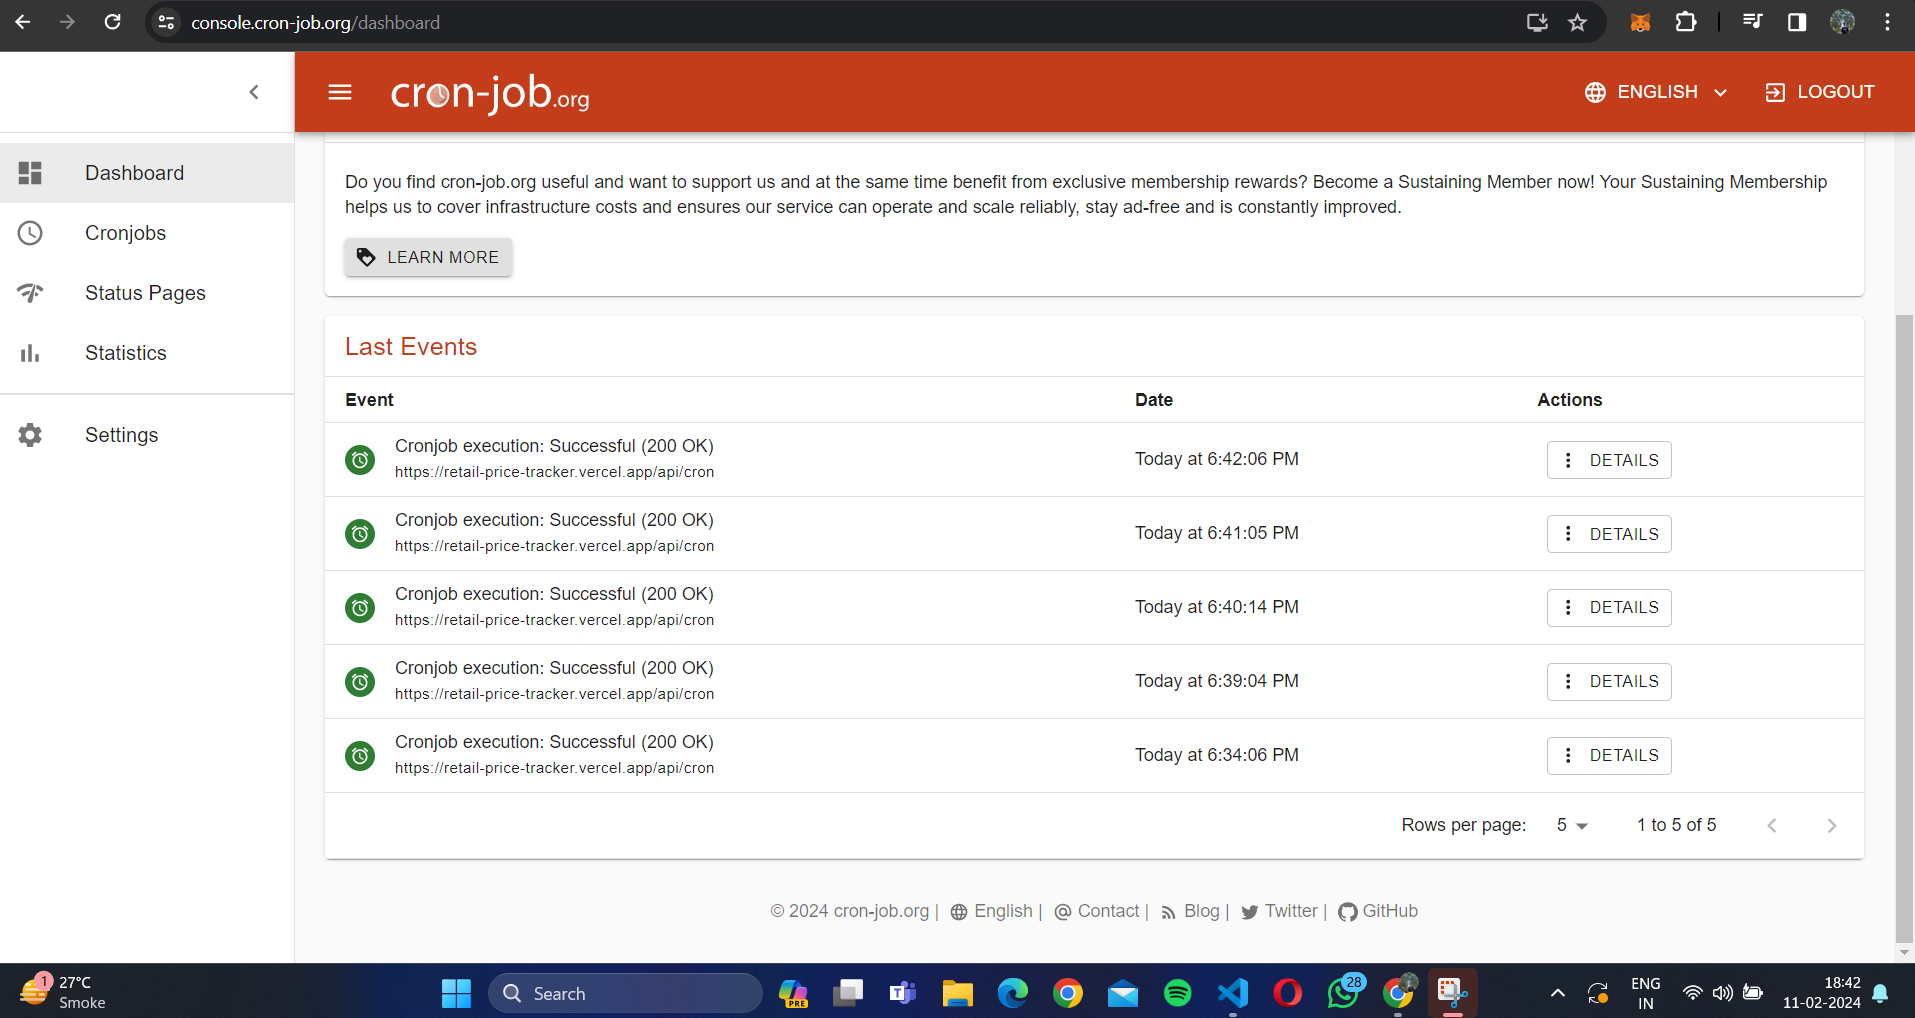 console.cron-job.org/dashboard
cron-job.org
ENGLISH
LOGOUT
Dashboard
Cronjobs
Status Pages
Statistics
Settings
Do you find cron-job.org useful and want to support us and at the same time benefit from exclusive membership rewards? Become a Sustaining Member now! Your Sustaining Membership
helps us to cover infrastructure costs and ensures our service can operate and scale reliably, stay ad-free and is constantly improved.
LEARN MORE
Last Events
Event Date Actions
Cronjob execution: Successful (200 OK)
https://retail-price-tracker.vercel.app/api/cron
Today at 6:42:06 PM
DETAILS
Cronjob execution: Successful (200 OK)
https://retail-price-tracker.vercel.app/api/cron
Today at 6:41:05 PM
DETAILS
Cronjob execution: Successful (200 OK)
https://retail-price-tracker.vercel.app/api/cron
Today at 6:40:14 PM
DETAILS
Cronjob execution: Successful (200 OK)
https://retail-price-tracker.vercel.app/api/cron
Today at 6:39:04 PM
DETAILS
Cronjob execution: Successful (200 OK)
https://retail-price-tracker.vercel.app/api/cron
Today at 6:34:06 PM
DETAILS
Rows per page: 5 1 to 5 of 5
© 2024 cron-job.org | English | Contact | Blog | Twitter | GitHub
1
27°C
Smoke
Search
PRE
28
ENG
IN
18:42
11-02-2024